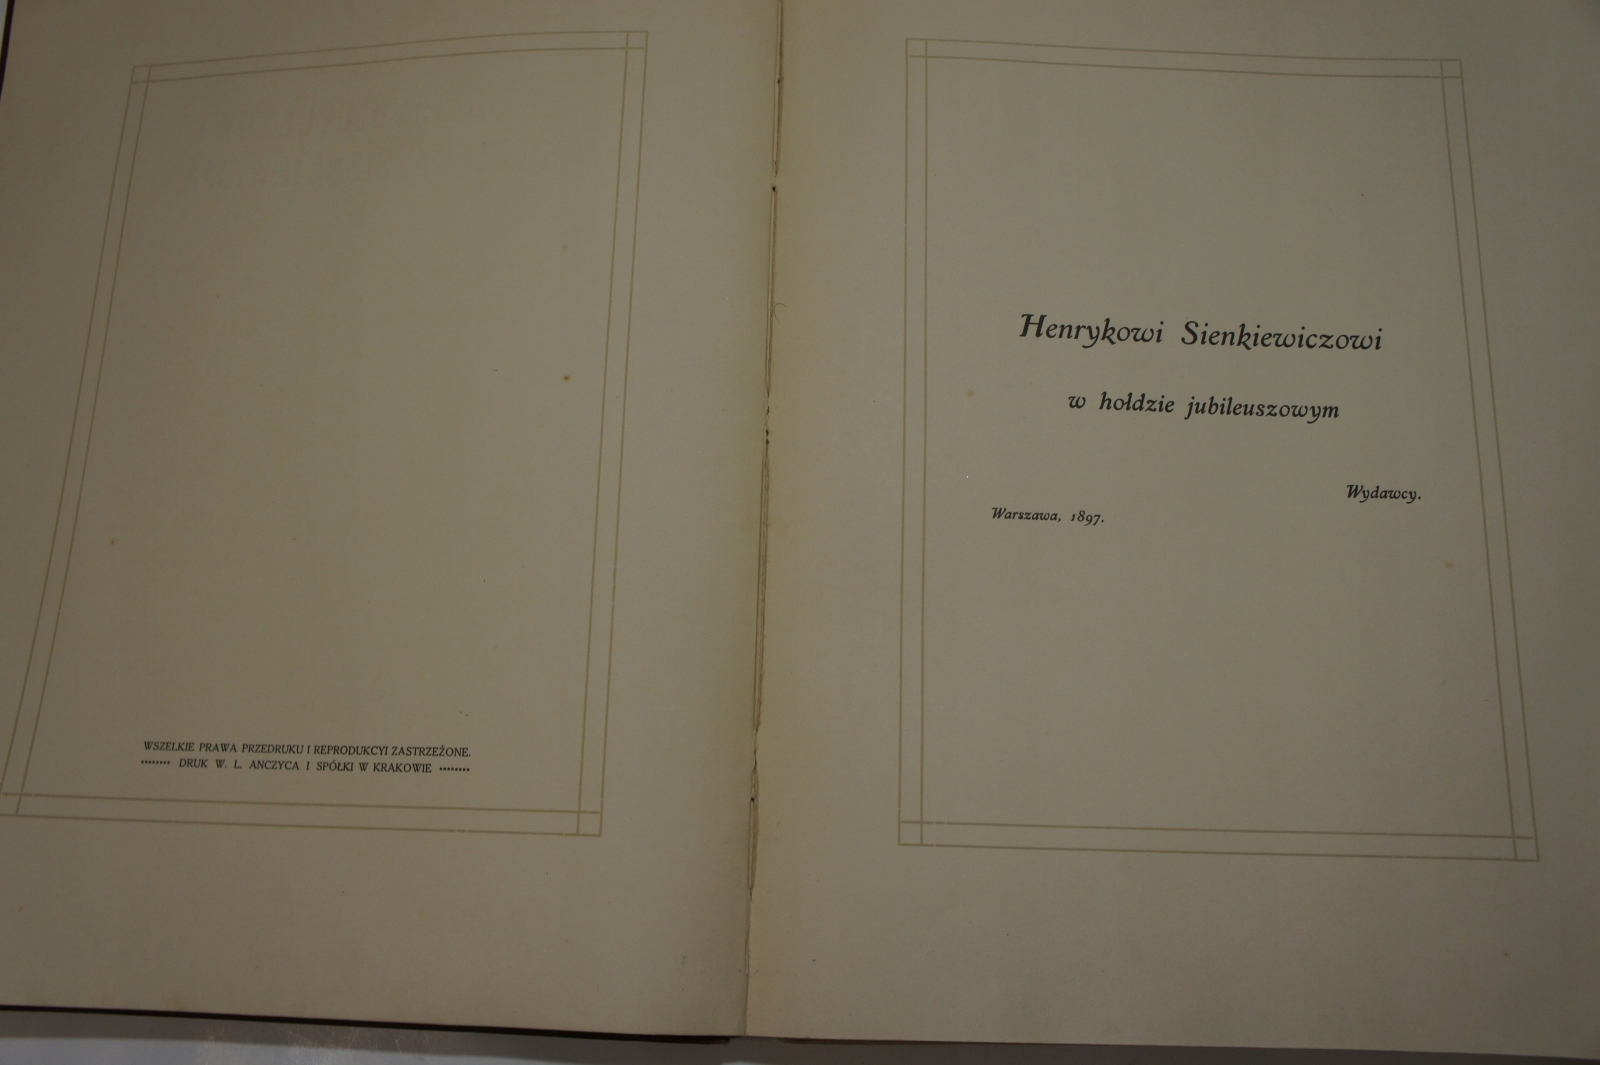 WSZELKIE PRAWA PRZEDRUKU I REPRODUKCYI ZASTRZEŻONE.
DRUK W. L. ANCZYCA I SPÓŁKI W KRAKOWIE
Henrykowi Sienkiewiczowi
w hołdzie jubileuszowym
Wydawcy.
Warszawa, 1897.